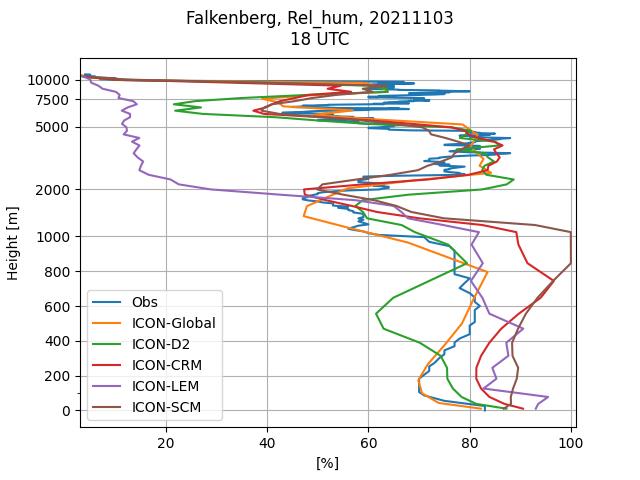 Falkenberg, Rel_hum, 20211103
18 UTC
Height [m]
10000
7500
5000
2000
1000
800
600
400
200
0
Obs
ICON-Global
ICON-D2
ICON-CRM
ICON-LEM
ICON-SCM
20
40
60
80
100
[%]